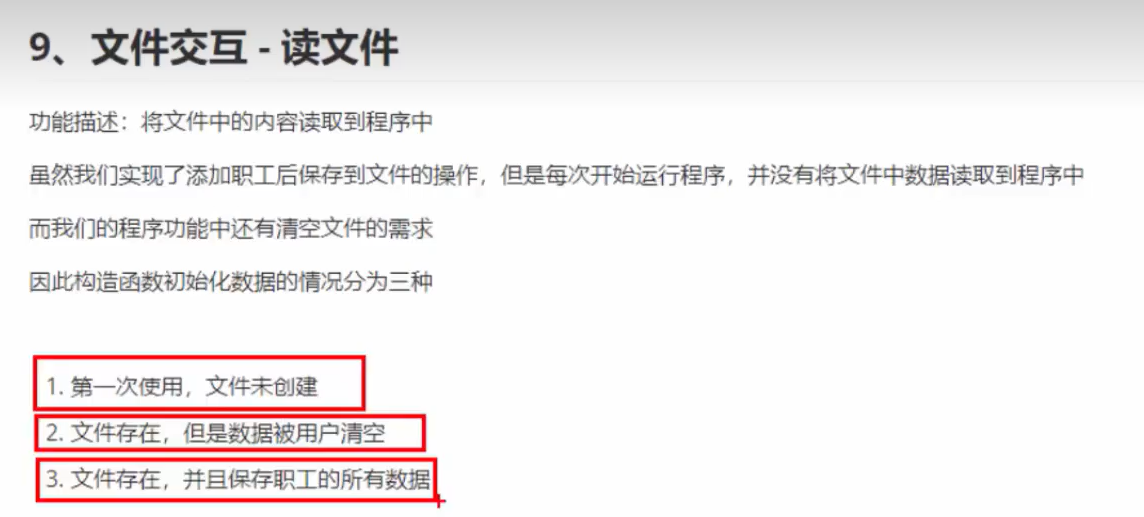 9、文件交互 - 读文件
功能描述：将文件中的内容读取到程序中
虽然我们实现了添加职工后保存到文件的操作，但是每次开始运行程序，并没有将文件中数据读取到程序中
而我们的程序功能中还有清空文件的需求
因此构造函数初始化数据的情况分为三种
1. 第一次使用，文件未创建
2. 文件存在，但是数据被用户清空
3. 文件存在，并且保存职工的所有数据